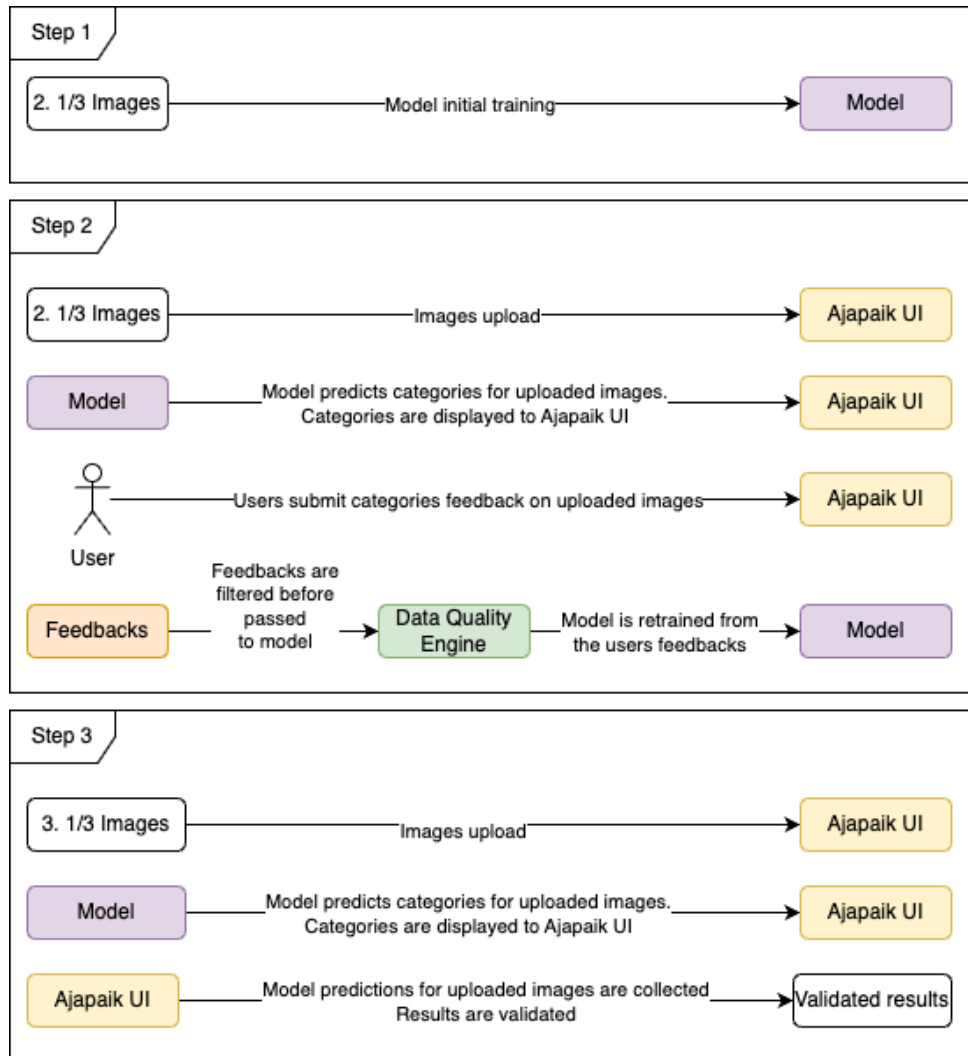 Step 1
2. 1/3 Images
Model initial training
Model
Step 2
2. 1/3 Images
Images upload
Ajapaik UI
Model
Model predicts categories for uploaded images.
Categories are displayed to Ajapaik UI
Ajapaik UI
Users submit categories feedback on uploaded images
Ajapaik UI
User
Feedbacks
Feedbacks are
filtered before
passed
to model
Data Quality
Engine
Model is retrained from
the users feedbacks
Model
Step 3
3. 1/3 Images
Images upload
Ajapaik UI
Model
Model predicts categories for uploaded images.
Categories are displayed to Ajapaik UI
Ajapaik UI
Ajapaik UI
Model predictions for uploaded images are collected
Results are validated
Validated results